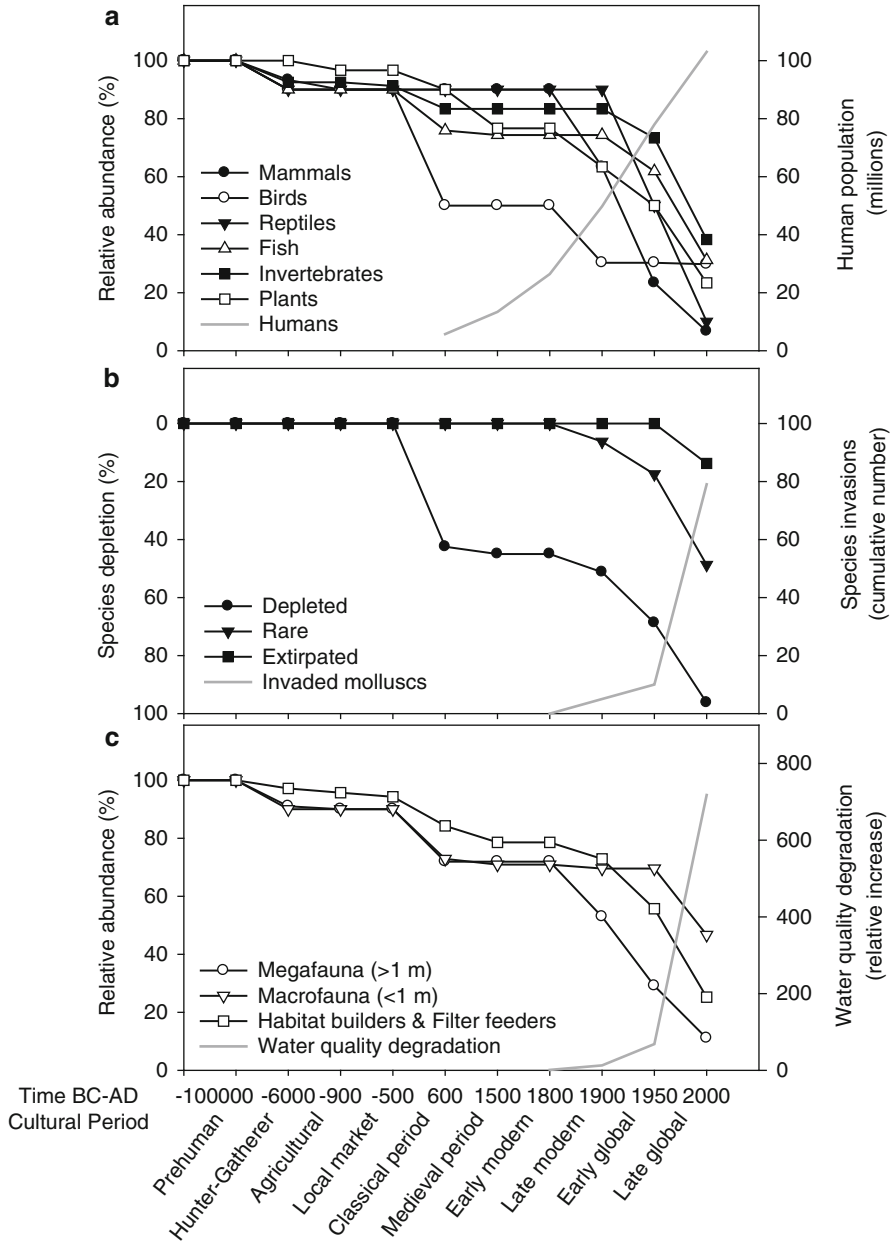 a
100
80
60
40
20
0
Relative abundance (%)
Mammals
Birds
Reptiles
Fish
Invertebrates
Plants
Humans
100
80
60
40
20
0
Human population
(millions)
b
0
20
40
60
80
100
Species depletion (%)
Depleted
Rare
Extirpated
Invaded molluscs
100
80
60
40
20
0
Species invasions
(cumulative number)
c
100
80
60
40
20
0
Relative abundance (%)
Megafauna (>1 m)
Macrofauna (<1 m)
Habitat builders & Filter feeders
Water quality degradation
800
600
400
200
0
Water quality degradation
(relative increase)
Time BC-AD
-100000 -6000 -900 -500 600 1500 1800 1900 1950 2000
Cultural Period
Prehuman
Hunter-Gatherer
Agricultural
Local market
Classical period
Medieval period
Early modern
Late modern
Early global
Late global